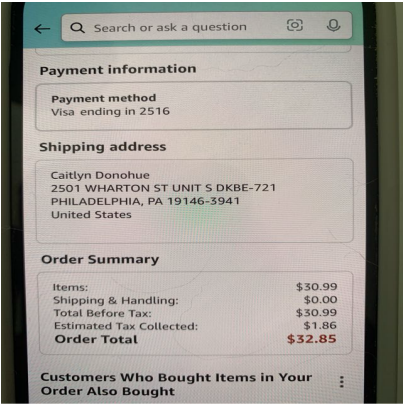 Search or ask a question
Payment information
Payment method
Visa ending in 2516
Shipping address
Caitlyn Donohue
2501 WHARTON ST UNIT S DKBE-721
PHILADELPHIA, PA 19146-3941
United States
Order Summary
Items: $30.99
Shipping & Handling: $0.00
Total Before Tax: $30.99
Estimated Tax Collected: $1.86
Order Total $32.85
Customers Who Bought Items in Your
Order Also Bought